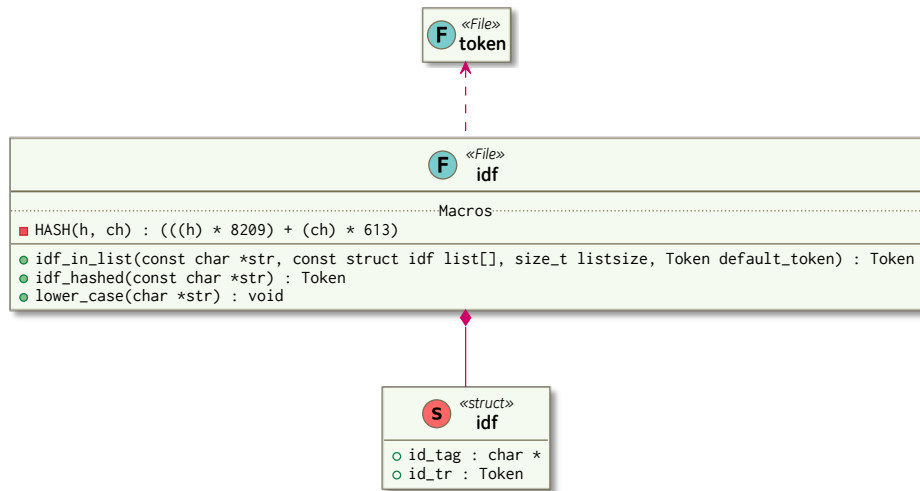 F «File»
token
F «File»
idf
Macros
HASH(h, ch) : (((h) * 8209) + (ch) * 613)
idf_in_list(const char *str, const struct idf list[], size_t listsize, Token default_token) : Token
idf_hashed(const char *str) : Token
lower_case(char *str) : void
S «struct»
idf
id_tag : char *
id_tr : Token